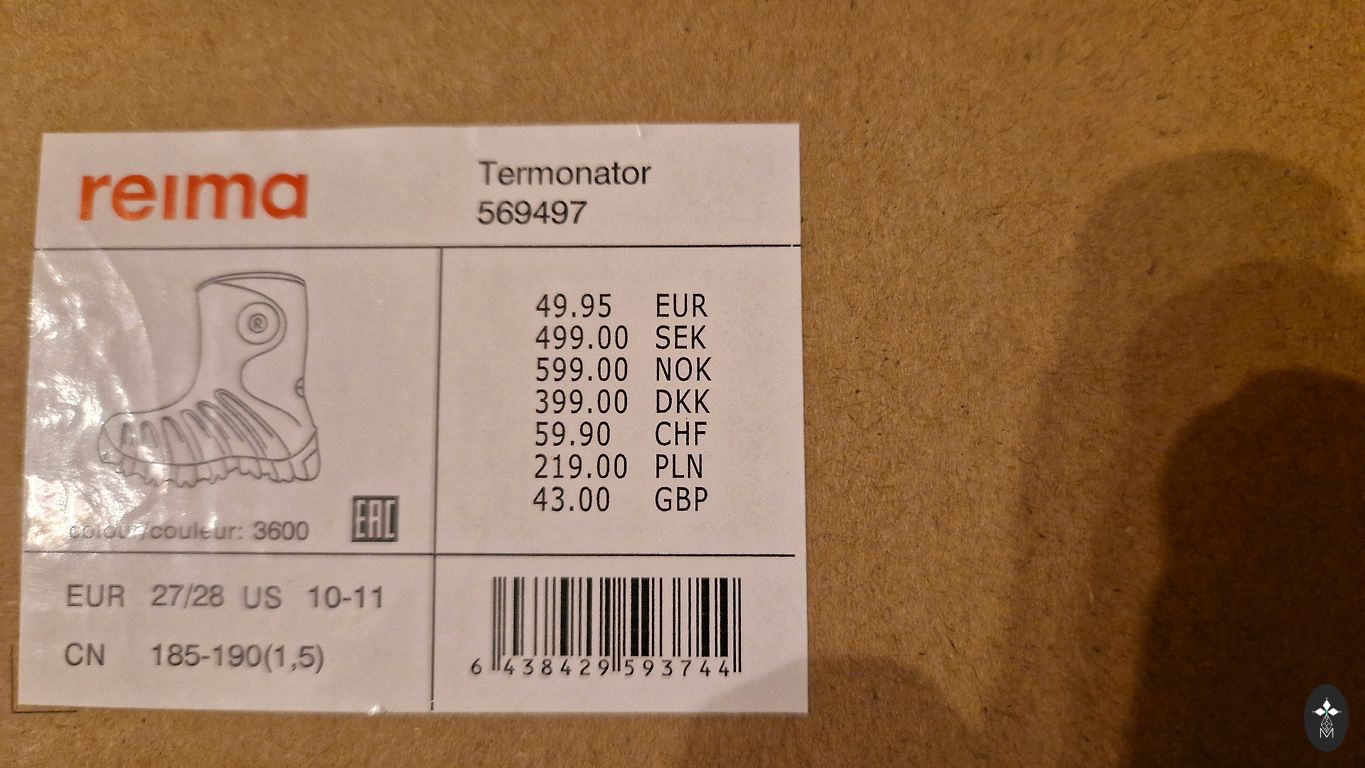 reima
Termonator
569497
®
49.95 EUR
499.00 SEK
599.00 NOK
399.00 DKK
59.90 CHF
219.00 PLN
43.00 GBP
colour/couleur: 3600
EAC
EUR 27/28 US 10-11
CN 185-190(1,5)
6 438429 593744
M